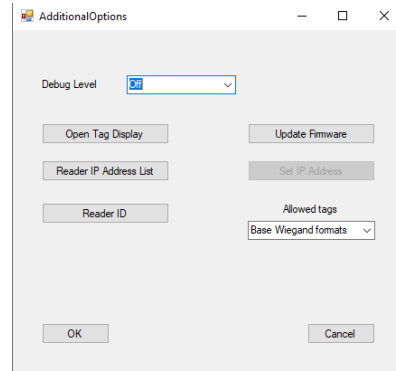 AdditionalOptions
Debug Level Off
Open Tag Display Update Firmware
Reader IP Address List Set IP Address
Reader ID Allowed tags
Base Wiegand formats
OK Cancel